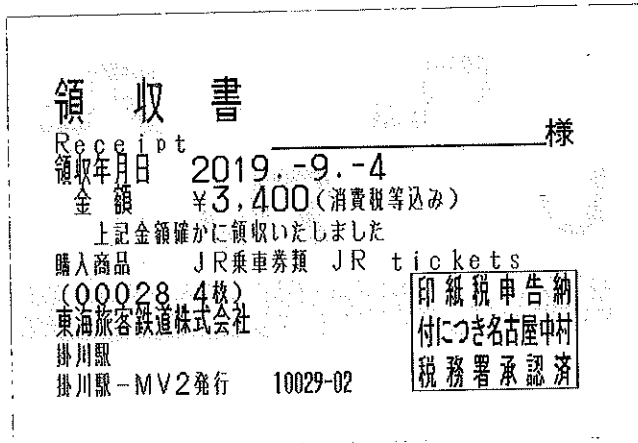 領収書
Receipt 様
領収年月日 2019.-9.-4
金額 ¥3,400(消費税等込み)
上記金額確かに領収いたしました
購入商品 JR乗車券類 JR tickets
(00028 4枚)
東海旅客鉄道株式会社
掛川駅
掛川駅-MV2発行 10029-02
印紙税申告納
付につき名古屋中村
税務署承認済